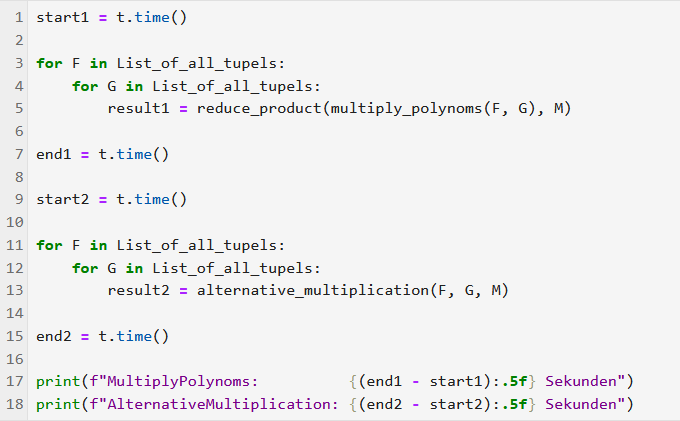 1 start1 = t.time()
2
3 for F in List_of_all_tupels:
4     for G in List_of_all_tupels:
5         result1 = reduce_product(multiply_polynoms(F, G), M)
6
7 end1 = t.time()
8
9 start2 = t.time()
10
11 for F in List_of_all_tupels:
12     for G in List_of_all_tupels:
13         result2 = alternative_multiplication(F, G, M)
14
15 end2 = t.time()
16
17 print(f"MultiplyPolynoms:          {(end1 - start1):.5f} Sekunden")
18 print(f"AlternativeMultiplication: {(end2 - start2):.5f} Sekunden")